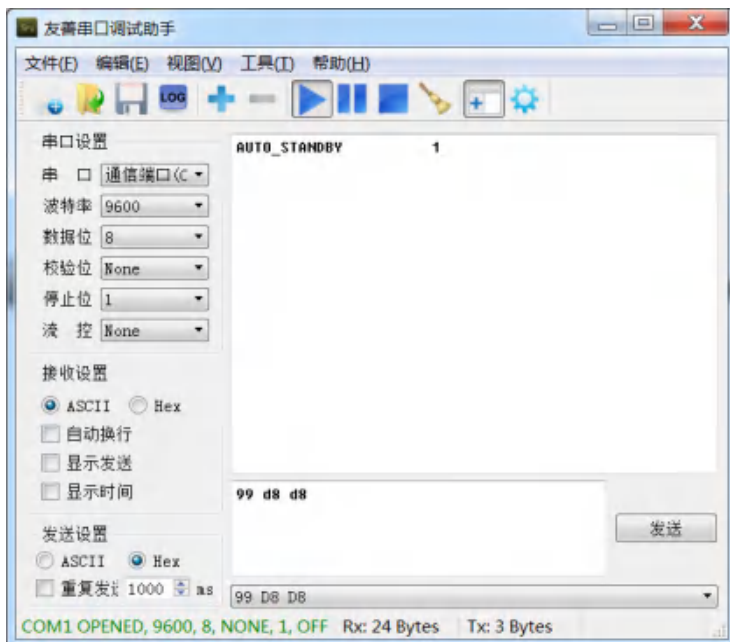 友善串口调试助手
文件(F) 编辑(E) 视图(V) 工具(T) 帮助(H)
LOG
串口设置
串 口 通信端口(C
波特率 9600
数据位 8
校验位 None
停止位 1
流 控 None
接收设置
ASCII Hex
自动换行
显示发送
显示时间
发送设置
ASCII Hex
重复发 1000 ms
AUTO_STANDBY 1
99 d8 d8
发送
99 D8 D8
COM1 OPENED, 9600, 8, NONE, 1, OFF Rx: 24 Bytes Tx: 3 Bytes